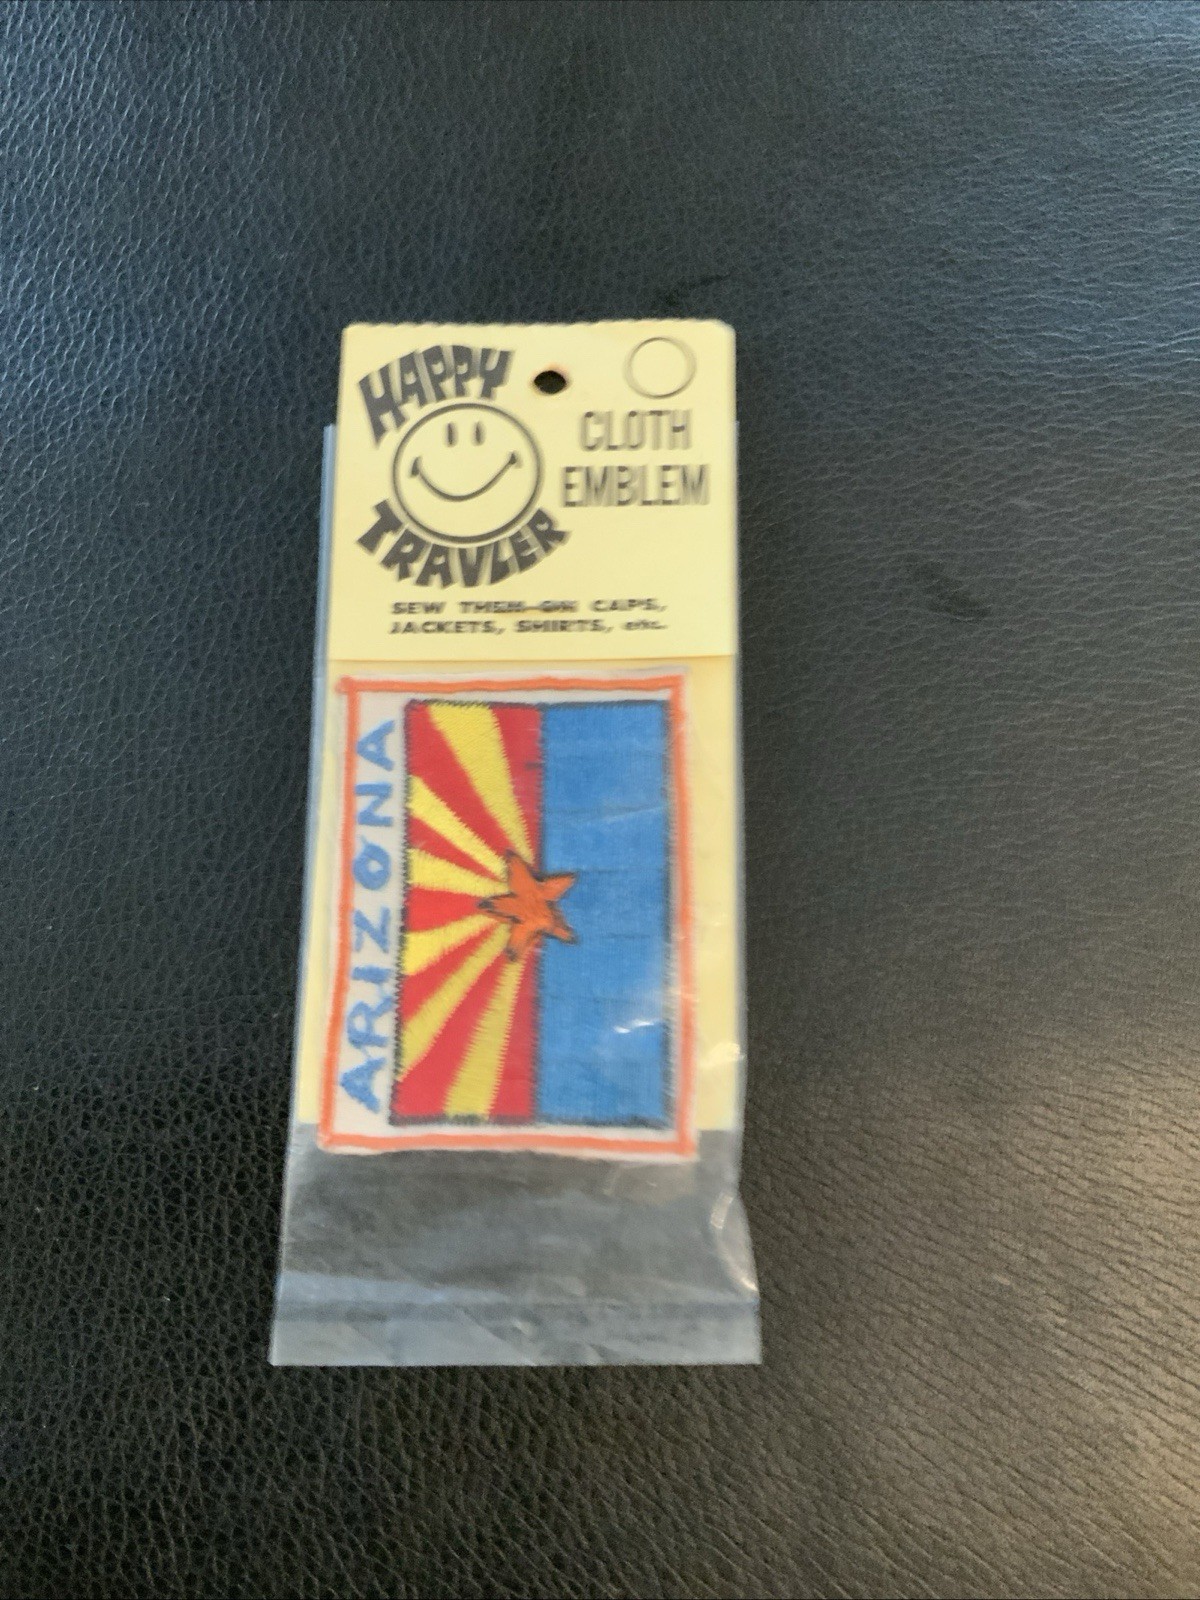 HAPPY
TRAVLER
CLOTH
EMBLEM
SEW THEM-ON CAPS,
JACKETS, SHIRTS, etc.
ARIZONA